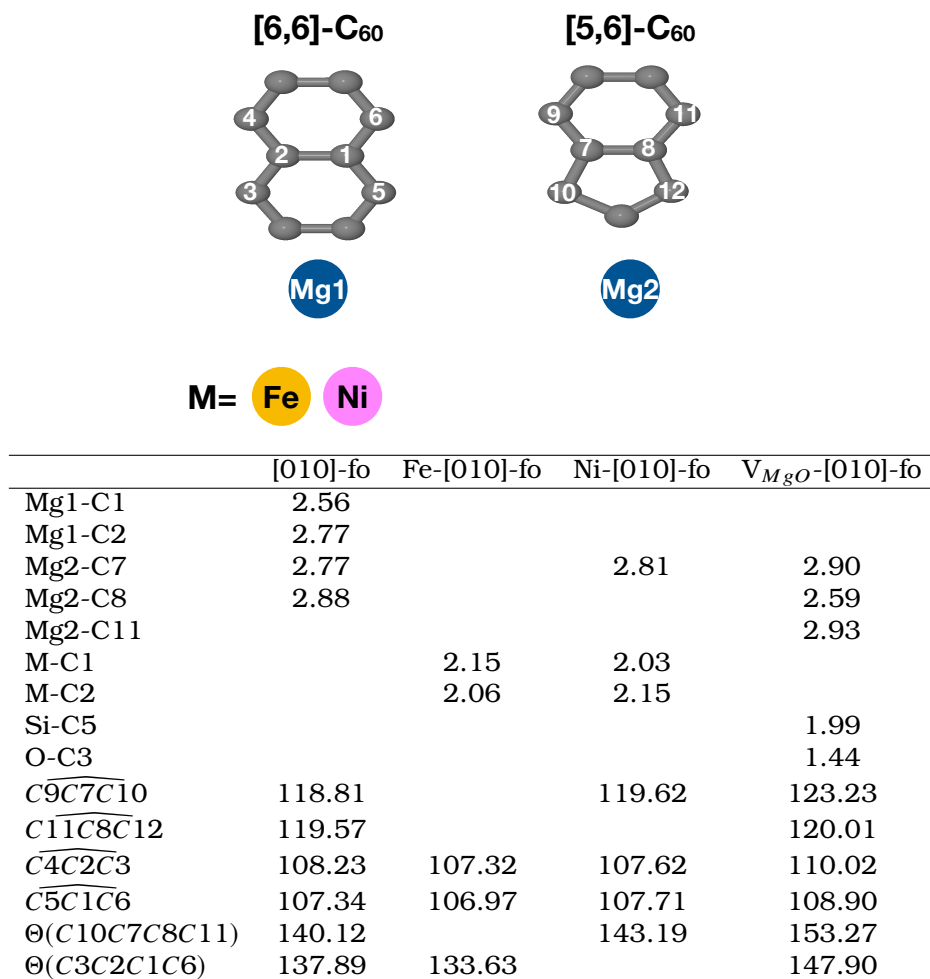 [6,6]-C60 [5,6]-C60
4 6 9 11
2 1 7 8
3 5 10 12
Mg1 Mg2
M= Fe Ni
[010]-fo Fe-[010]-fo Ni-[010]-fo V_MgO-[010]-fo
Mg1-C1 2.56
Mg1-C2 2.77
Mg2-C7 2.77 2.81 2.90
Mg2-C8 2.88 2.59
Mg2-C11 2.93
M-C1 2.15 2.03
M-C2 2.06 2.15
Si-C5 1.99
O-C3 1.44
C9C7C10 118.81 119.62 123.23
C11C8C12 119.57 120.01
C4C2C3 108.23 107.32 107.62 110.02
C5C1C6 107.34 106.97 107.71 108.90
Θ(C10C7C8C11) 140.12 143.19 153.27
Θ(C3C2C1C6) 137.89 133.63 147.90